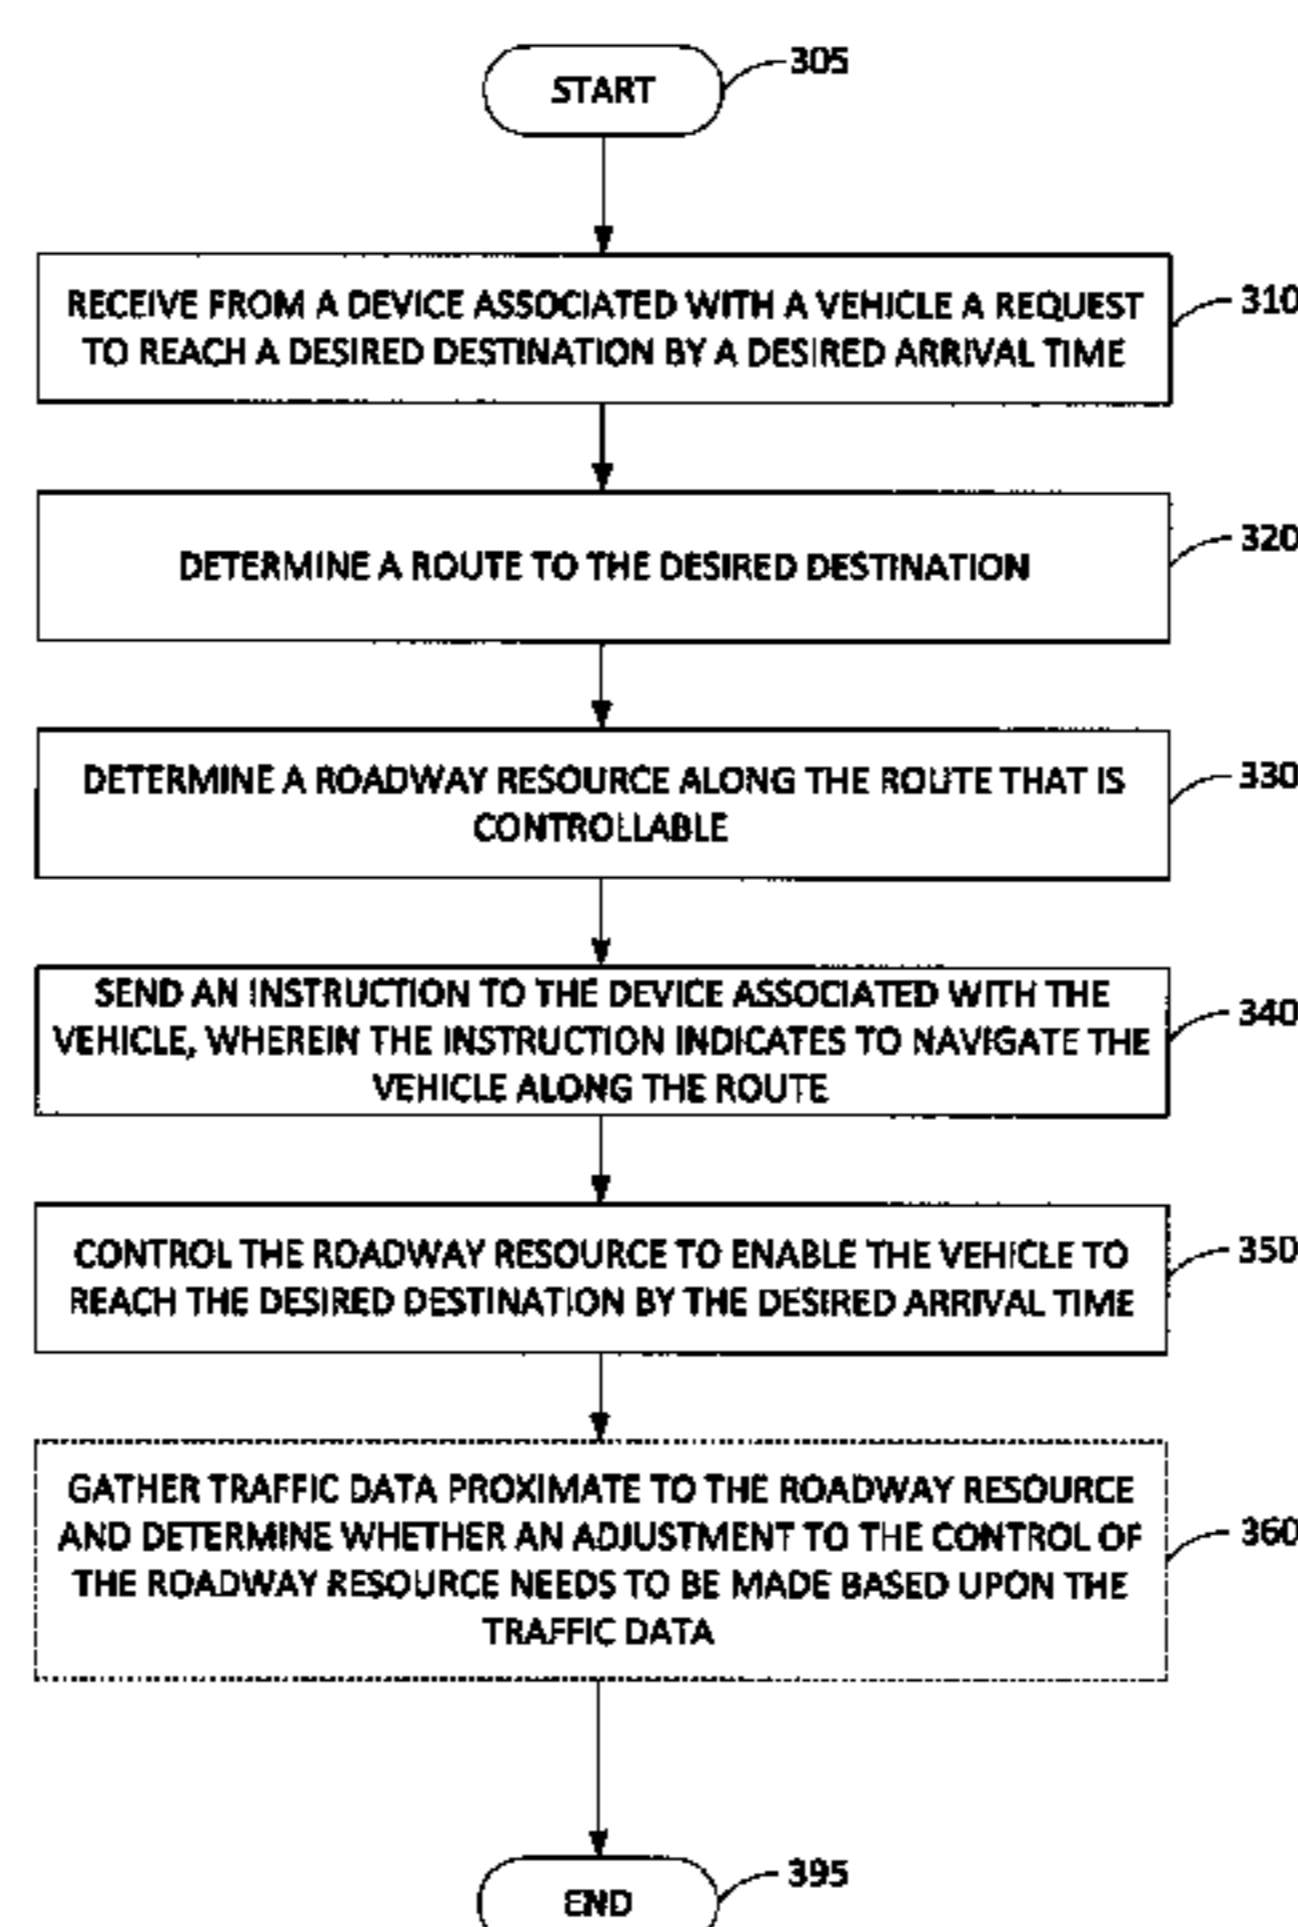 START
305
RECEIVE FROM A DEVICE ASSOCIATED WITH A VEHICLE A REQUEST
TO REACH A DESIRED DESTINATION BY A DESIRED ARRIVAL TIME
310
DETERMINE A ROUTE TO THE DESIRED DESTINATION
320
DETERMINE A ROADWAY RESOURCE ALONG THE ROUTE THAT IS
CONTROLLABLE
330
SEND AN INSTRUCTION TO THE DEVICE ASSOCIATED WITH THE
VEHICLE, WHEREIN THE INSTRUCTION INDICATES TO NAVIGATE THE
VEHICLE ALONG THE ROUTE
340
CONTROL THE ROADWAY RESOURCE TO ENABLE THE VEHICLE TO
REACH THE DESIRED DESTINATION BY THE DESIRED ARRIVAL TIME
350
GATHER TRAFFIC DATA PROXIMATE TO THE ROADWAY RESOURCE
AND DETERMINE WHETHER AN ADJUSTMENT TO THE CONTROL OF
THE ROADWAY RESOURCE NEEDS TO BE MADE BASED UPON THE
TRAFFIC DATA
360
END
395